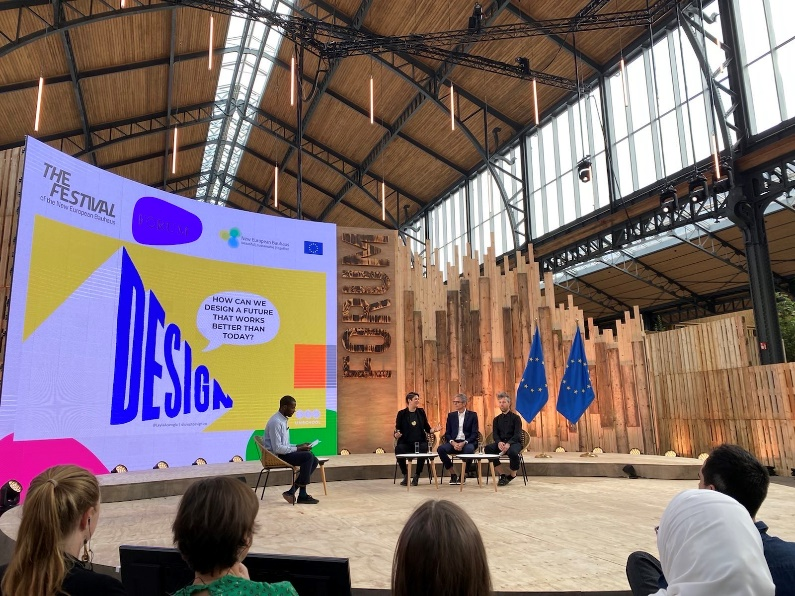 THE
FESTIVAL
of the New European Bauhaus
New European Bauhaus
HOW CAN WE
DESIGN A FUTURE
THAT WORKS
BETTER THAN
TODAY?
DESIGN
FORUM